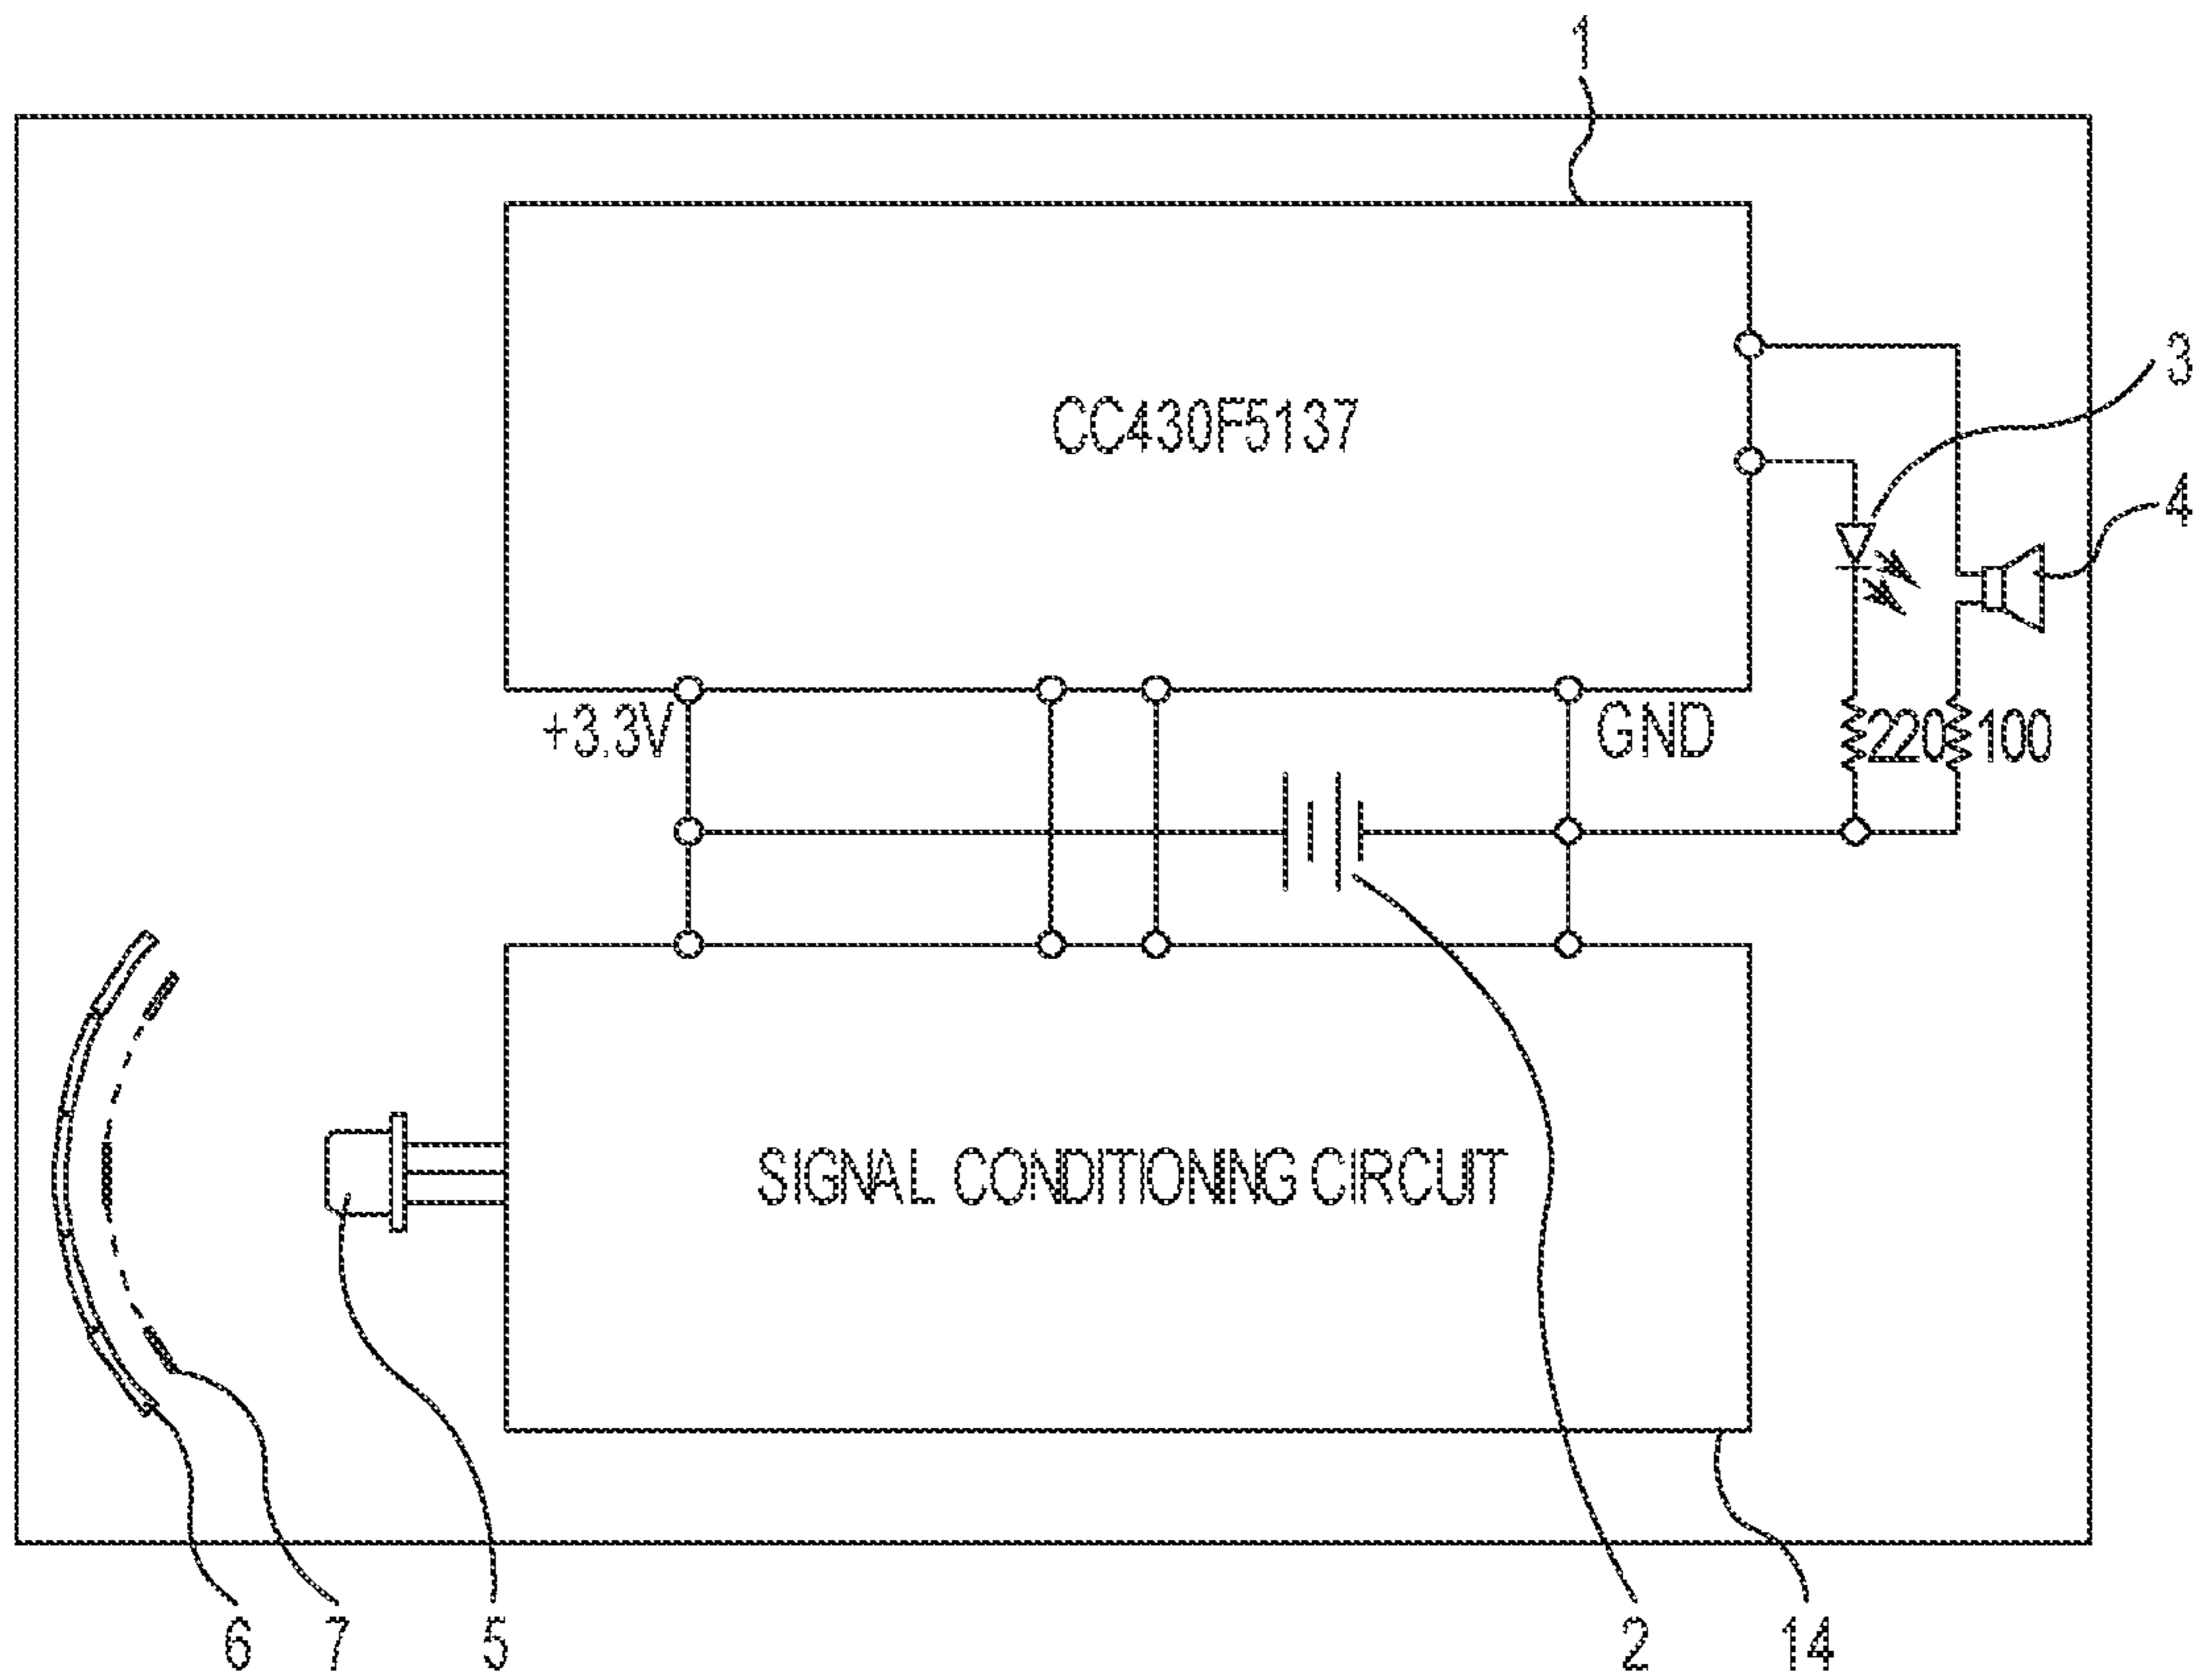 1
CC430F5137
3
4
+3.3V
GND
220
100
SIGNAL CONDITIONING CIRCUIT
6
7
5
2
14